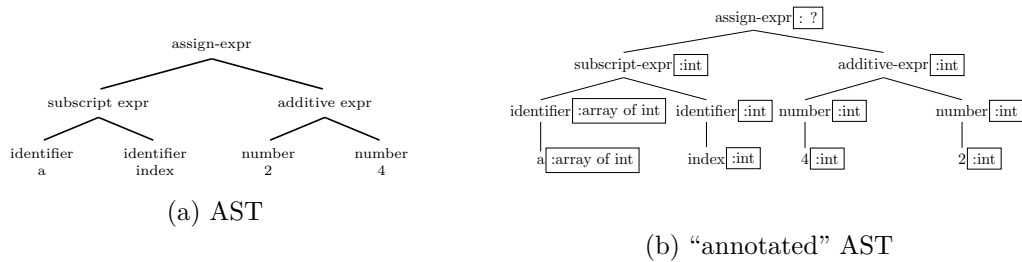 assign-expr
subscript expr additive expr
identifier identifier number number
a index 2 4
(a) AST
assign-expr : ?
subscript-expr :int additive-expr :int
identifier :array of int identifier :int number :int number :int
a :array of int index :int 4 :int 2 :int
(b) “annotated” AST